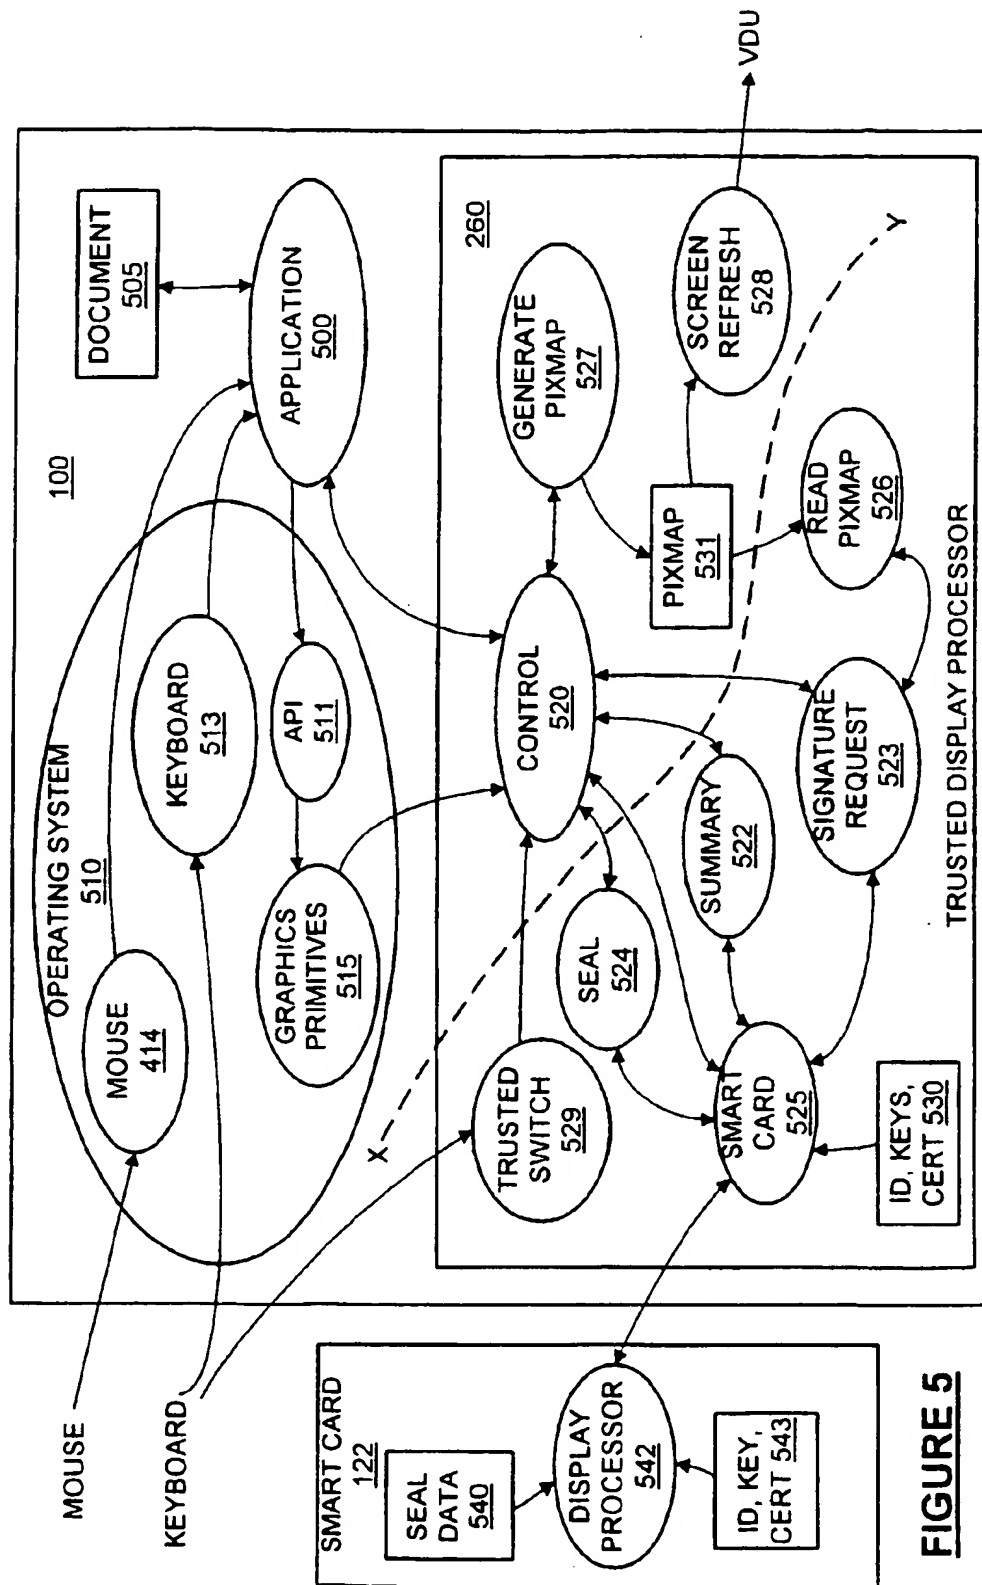 MOUSE
KEYBOARD
100
OPERATING SYSTEM
510
MOUSE
414
KEYBOARD
513
GRAPHICS
PRIMITIVES
515
API
511
DOCUMENT
505
APPLICATION
500
X
260
TRUSTED
SWITCH
529
CONTROL
520
GENERATE
PIXMAP
527
SEAL
524
PIXMAP
531
SCREEN
REFRESH
528
VDU
SUMMARY
522
SMART
CARD
525
SIGNATURE
REQUEST
523
READ
PIXMAP
526
Y
ID, KEYS,
CERT 530
TRUSTED DISPLAY PROCESSOR
SMART CARD
122
SEAL
DATA
540
DISPLAY
PROCESSOR
542
ID, KEY,
CERT 543
FIGURE 5